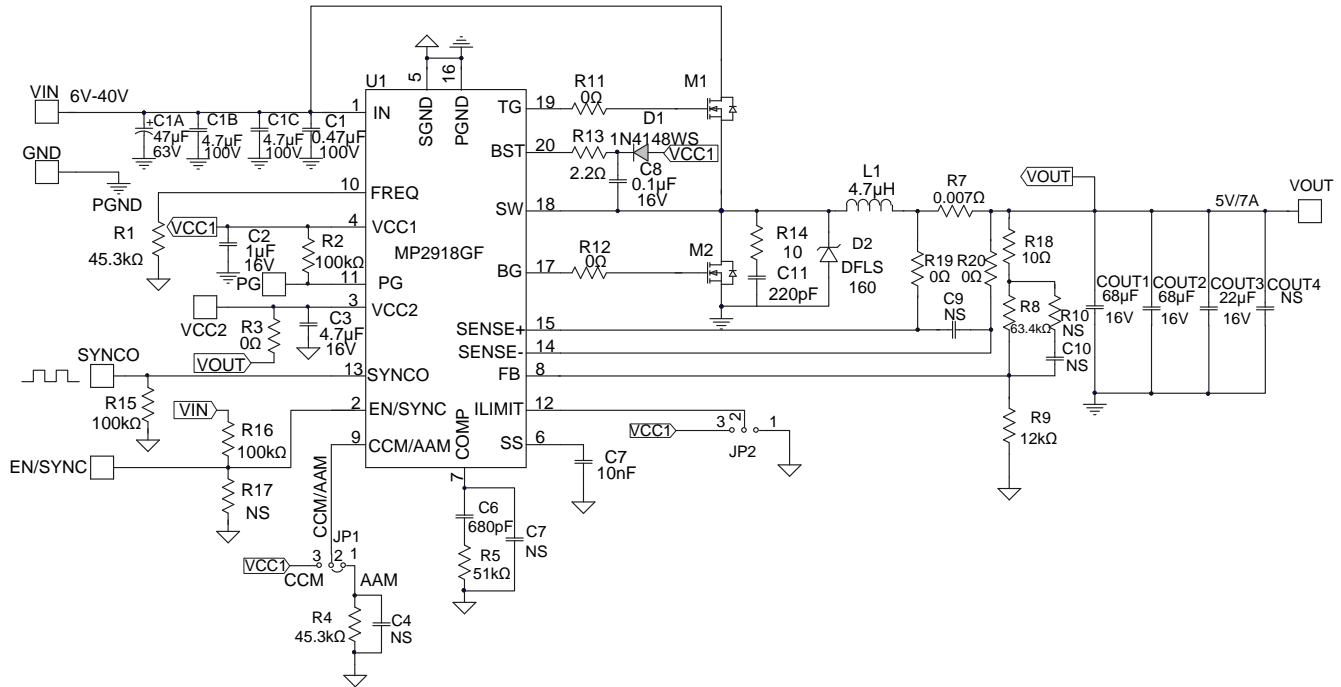 U1
5
16
SGND
PGND
VIN
6V-40V
1
IN
+C1A
47µF
63V
C1B
4.7µF
100V
C1C
4.7µF
100V
C1
0.47µF
100V
GND
PGND
10
FREQ
R1
45.3kΩ
VCC1
4
VCC1
C2
1µF
16V
R2
100kΩ
MP2918GF
PG
11
PG
VCC2
3
VCC2
R3
0Ω
C3
4.7µF
16V
VOUT
SYNCO
13
SYNCO
R15
100kΩ
VIN
2
EN/SYNC
R16
100kΩ
9
CCM/AAM
EN/SYNC
R17
NS
CCM/AAM
JP1
VCC1
3
2
1
CCM
AAM
R4
45.3kΩ
C4
NS
COMP
7
C6
680pF
R5
51kΩ
C7
NS
TG
19
R11
0Ω
M1
BST
20
R13
2.2Ω
D1
1N4148WS
VCC1
C8
0.1µF
16V
SW
18
L1
4.7µH
R7
0.007Ω
VOUT
5V/7A
VOUT
BG
17
R12
0Ω
M2
R14
10
C11
220pF
D2
DFLS
160
R19
0Ω
R20
0Ω
C9
NS
R18
10Ω
R8
63.4kΩ
R10
NS
C10
NS
COUT1
68µF
16V
COUT2
68µF
16V
COUT3
22µF
16V
COUT4
NS
SENSE+
15
SENSE-
14
FB
8
R9
12kΩ
ILIMIT
12
VCC1
3
2
1
JP2
SS
6
C7
10nF